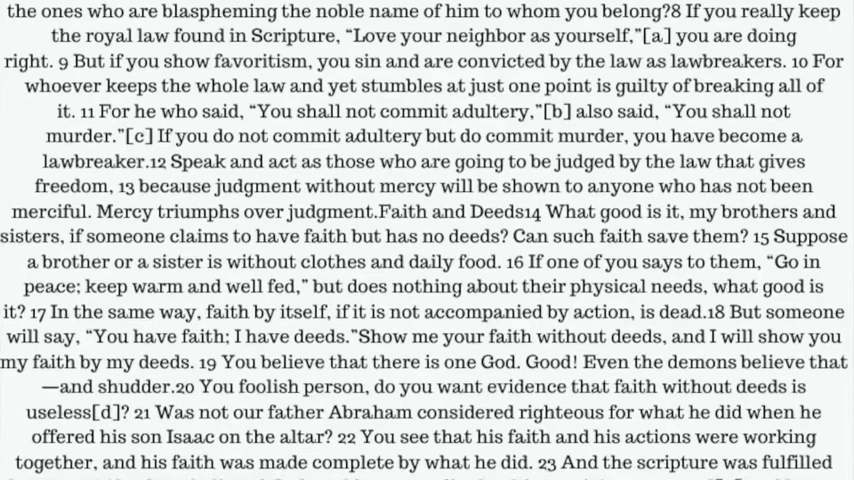 the ones who are blaspheming the noble name of him to whom you belong?8 If you really keep
the royal law found in Scripture, “Love your neighbor as yourself,”[a] you are doing
right. 9 But if you show favoritism, you sin and are convicted by the law as lawbreakers. 10 For
whoever keeps the whole law and yet stumbles at just one point is guilty of breaking all of
it. 11 For he who said, “You shall not commit adultery,”[b] also said, “You shall not
murder.”[c] If you do not commit adultery but do commit murder, you have become a
lawbreaker.12 Speak and act as those who are going to be judged by the law that gives
freedom, 13 because judgment without mercy will be shown to anyone who has not been
merciful. Mercy triumphs over judgment.Faith and Deeds14 What good is it, my brothers and
sisters, if someone claims to have faith but has no deeds? Can such faith save them? 15 Suppose
a brother or a sister is without clothes and daily food. 16 If one of you says to them, “Go in
peace; keep warm and well fed,” but does nothing about their physical needs, what good is
it? 17 In the same way, faith by itself, if it is not accompanied by action, is dead.18 But someone
will say, “You have faith; I have deeds.”Show me your faith without deeds, and I will show you
my faith by my deeds. 19 You believe that there is one God. Good! Even the demons believe that
—and shudder.20 You foolish person, do you want evidence that faith without deeds is
useless[d]? 21 Was not our father Abraham considered righteous for what he did when he
offered his son Isaac on the altar? 22 You see that his faith and his actions were working
together, and his faith was made complete by what he did. 23 And the scripture was fulfilled